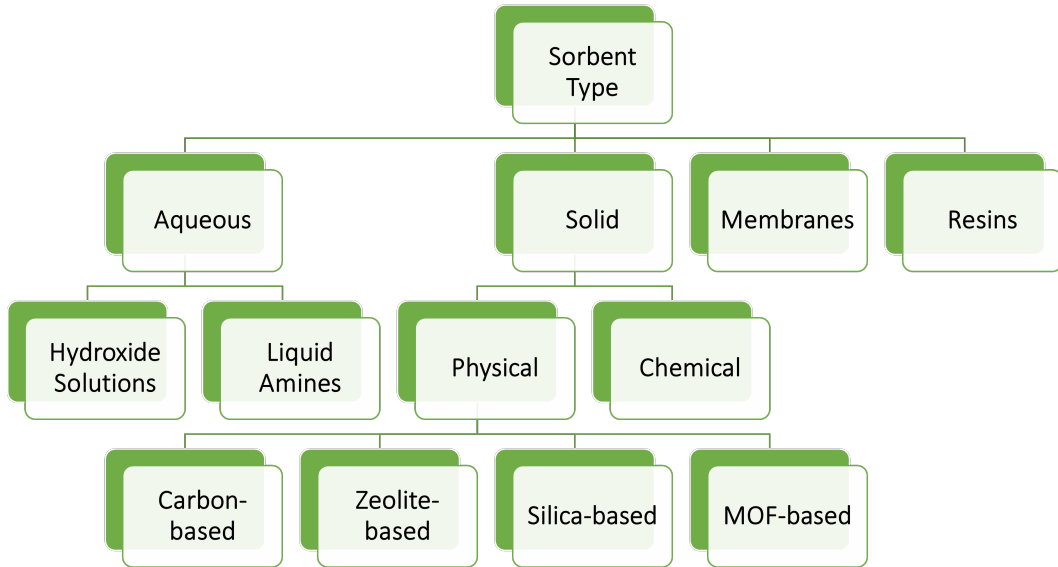 Sorbent
Type
Aqueous
Solid
Membranes
Resins
Hydroxide
Solutions
Liquid
Amines
Physical
Chemical
Carbon-
based
Zeolite-
based
Silica-based
MOF-based